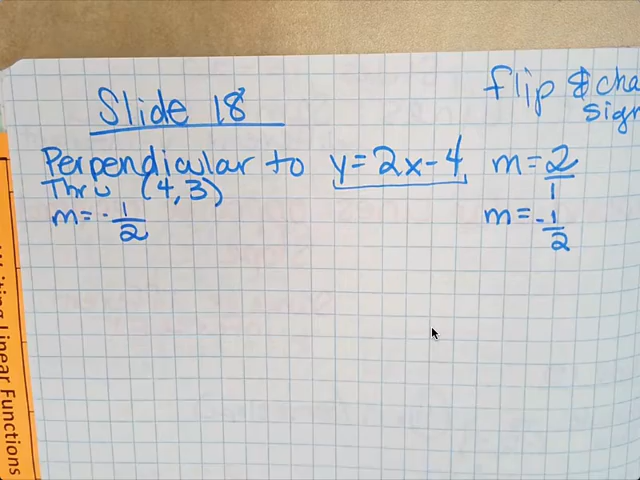 Slide 18
flip & cha
sign
Perpendicular to y = 2x - 4 m = 2/1
Thru (4,3)
m = - 1/2 m = - 1/2
Writing Linear Functions